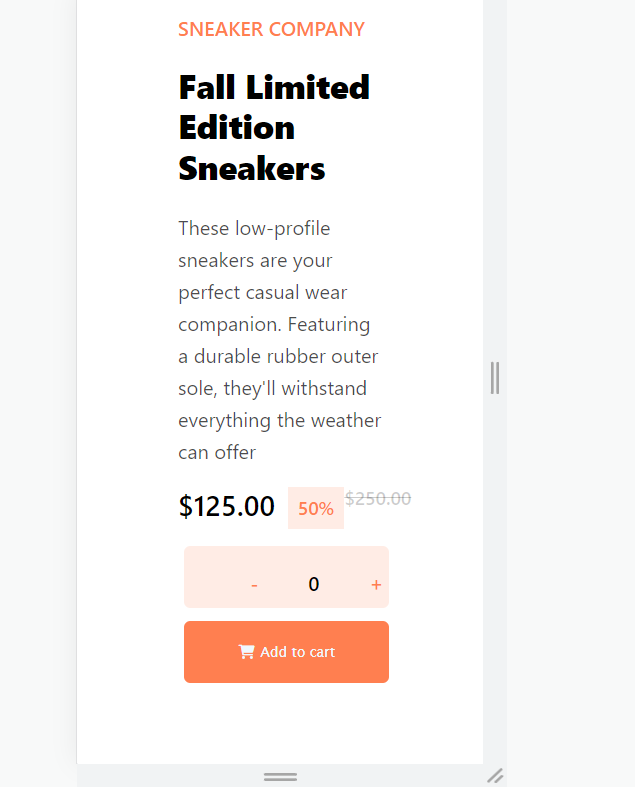 SNEAKER COMPANY
Fall Limited
Edition
Sneakers
These low-profile
sneakers are your
perfect casual wear
companion. Featuring
a durable rubber outer
sole, they'll withstand
everything the weather
can offer
$125.00 50% $250.00
- 0 +
Add to cart